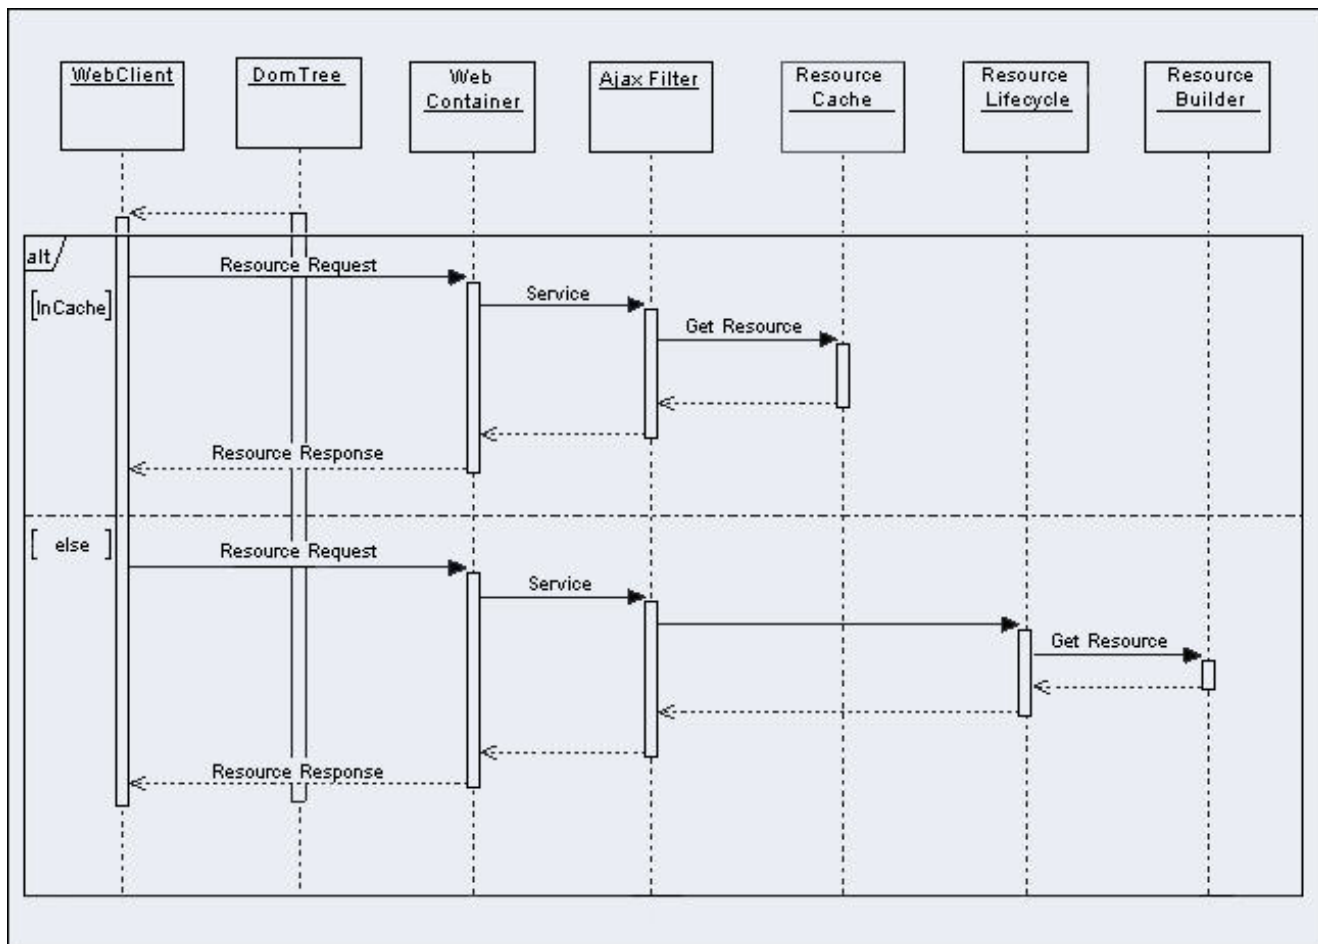 WebClient
DomTree
Web
Container
Ajax Filter
Resource
Cache
Resource
Lifecycle
Resource
Builder
alt
[InCache]
Resource Request
Service
Get Resource
Resource Response
[ else ]
Resource Request
Service
Get Resource
Resource Response